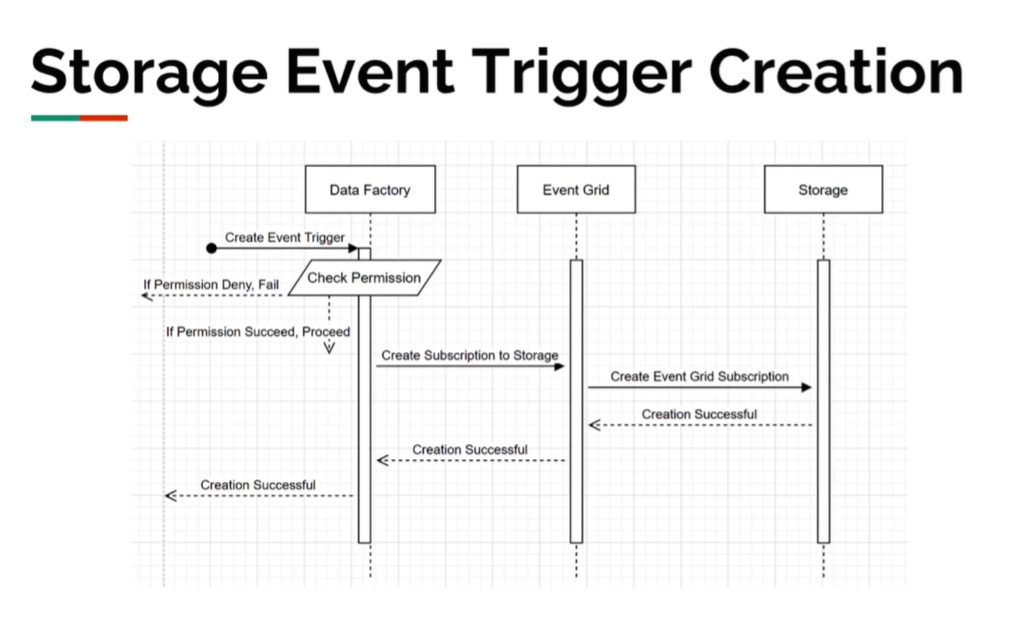 Storage Event Trigger Creation
Data Factory
Event Grid
Storage
Create Event Trigger
Check Permission
If Permission Deny, Fail
If Permission Succeed, Proceed
Create Subscription to Storage
Create Event Grid Subscription
Creation Successful
Creation Successful
Creation Successful